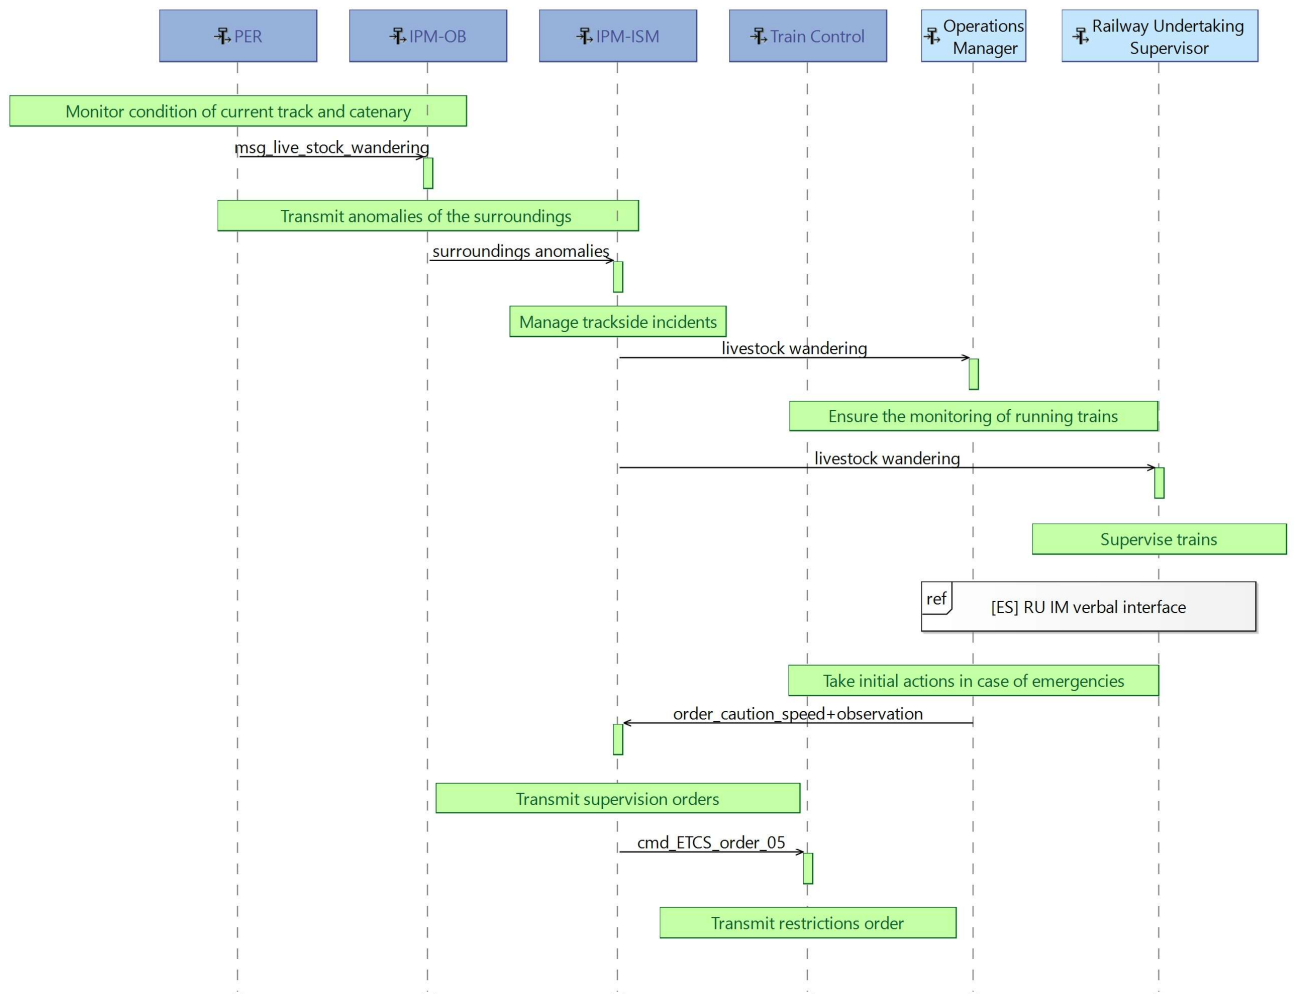 PER
IPM-OB
IPM-ISM
Train Control
Operations
Manager
Railway Undertaking
Supervisor
Monitor condition of current track and catenary
msg_live_stock_wandering
Transmit anomalies of the surroundings
surroundings anomalies
Manage trackside incidents
livestock wandering
Ensure the monitoring of running trains
livestock wandering
Supervise trains
ref
[ES] RU IM verbal interface
Take initial actions in case of emergencies
order_caution_speed+observation
Transmit supervision orders
cmd_ETCS_order_05
Transmit restrictions order